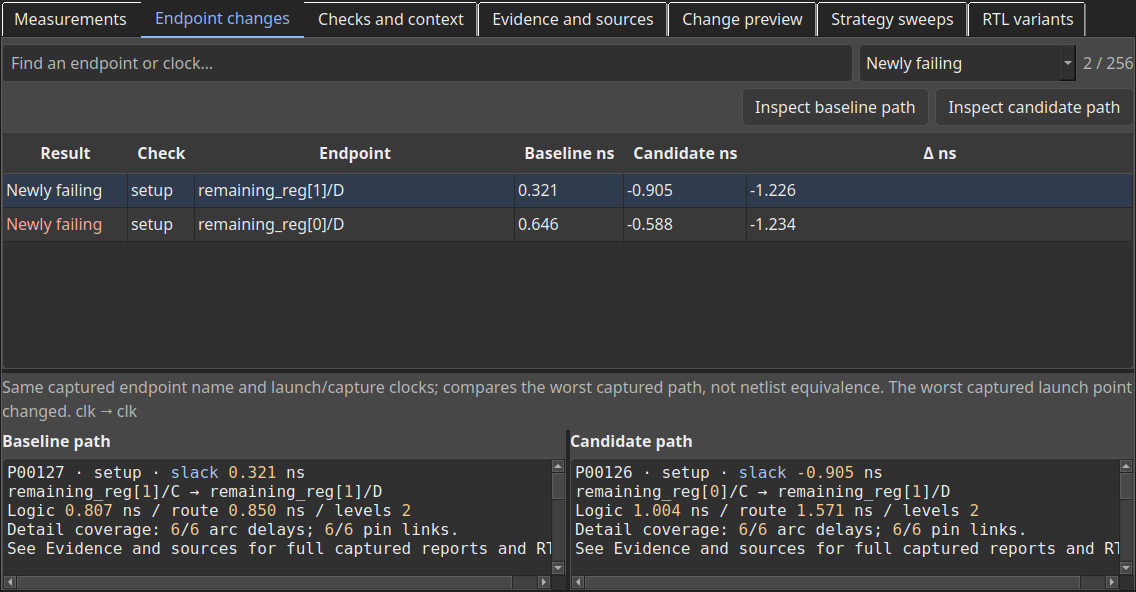 Measurements Endpoint changes Checks and context Evidence and sources Change preview Strategy sweeps RTL variants
Find an endpoint or clock... Newly failing 2 / 256
Inspect baseline path Inspect candidate path
Result Check Endpoint Baseline ns Candidate ns Δ ns
Newly failing setup remaining_reg[1]/D 0.321 -0.905 -1.226
Newly failing setup remaining_reg[0]/D 0.646 -0.588 -1.234
Same captured endpoint name and launch/capture clocks; compares the worst captured path, not netlist equivalence. The worst captured launch point
changed. clk → clk
Baseline path
P00127 · setup · slack 0.321 ns
remaining_reg[1]/C → remaining_reg[1]/D
Logic 0.807 ns / route 0.850 ns / levels 2
Detail coverage: 6/6 arc delays; 6/6 pin links.
See Evidence and sources for full captured reports and RT
Candidate path
P00126 · setup · slack -0.905 ns
remaining_reg[0]/C → remaining_reg[1]/D
Logic 1.004 ns / route 1.571 ns / levels 2
Detail coverage: 6/6 arc delays; 6/6 pin links.
See Evidence and sources for full captured reports and RT